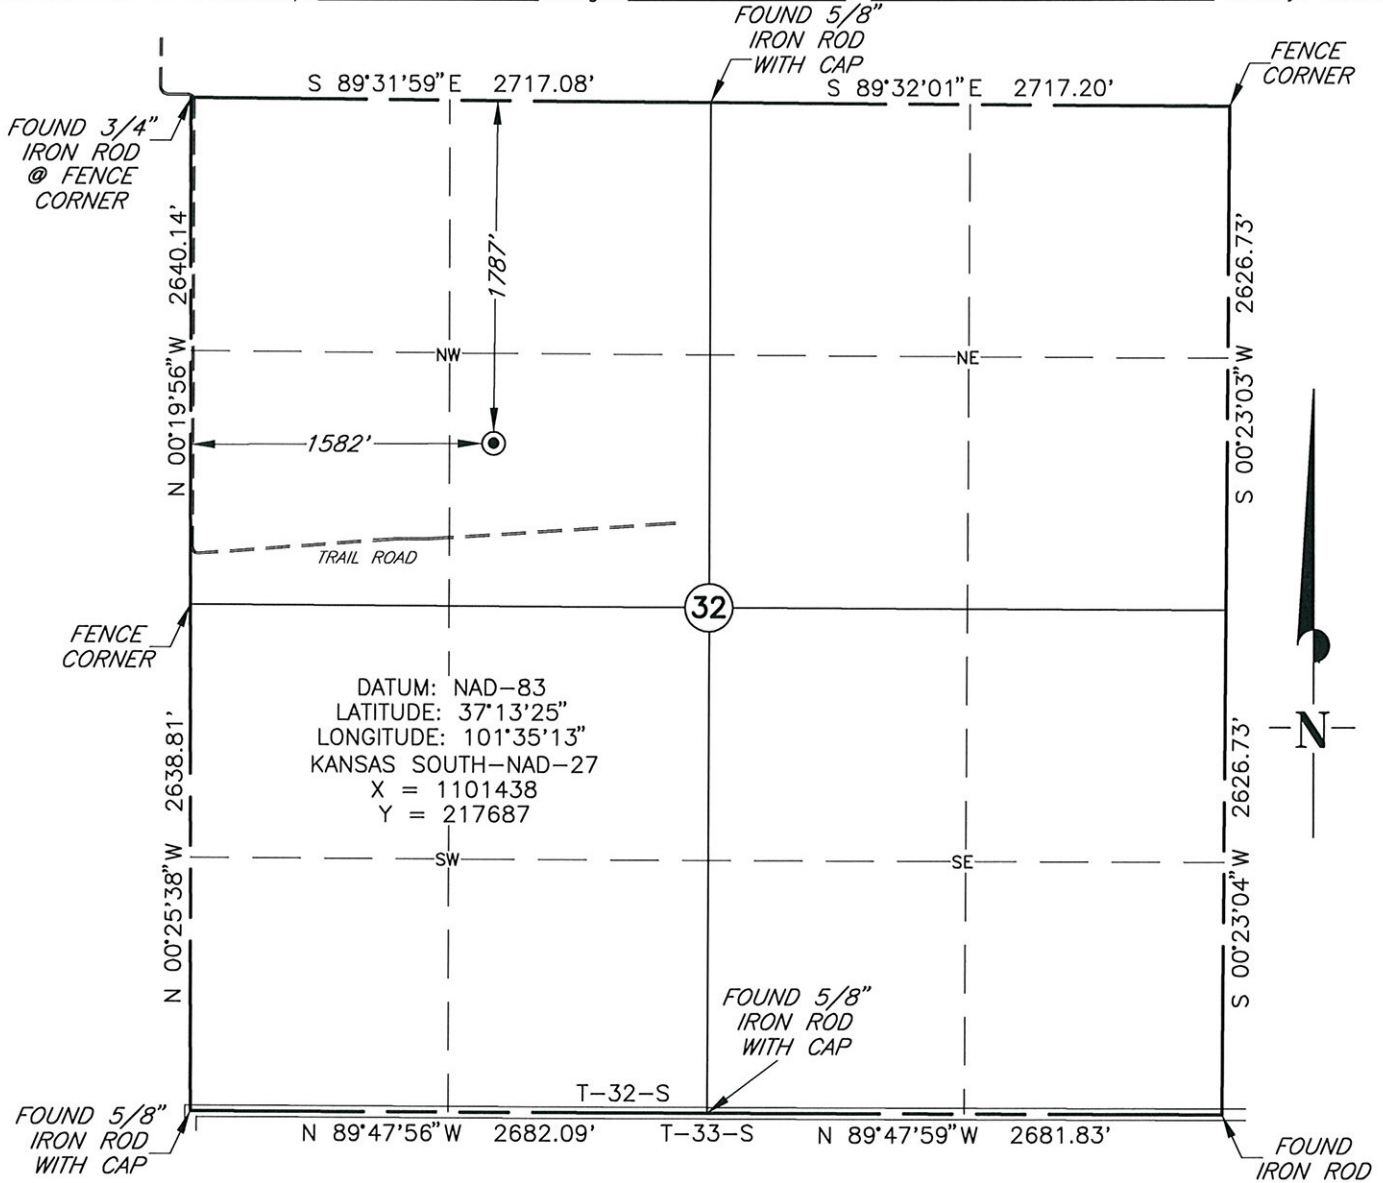 FOUND 5/8"
IRON ROD
WITH CAP
FENCE
CORNER
S 89°31'59"E 2717.08'
S 89°32'01"E 2717.20'
FOUND 3/4"
IRON ROD
@ FENCE
CORNER
N 00°19'56"W 2640.14'
1787'
S 00°23'03"W 2626.73'
NW
NE
1582'
TRAIL ROAD
32
FENCE
CORNER
DATUM: NAD-83
LATITUDE: 37°13'25"
LONGITUDE: 101°35'13"
KANSAS SOUTH-NAD-27
X = 1101438
Y = 217687
N
N 00°25'38"W 2638.81'
S 00°23'04"W 2626.73'
SW
SE
FOUND 5/8"
IRON ROD
WITH CAP
T-32-S
FOUND 5/8"
IRON ROD
WITH CAP
N 89°47'56"W 2682.09'
T-33-S
N 89°47'59"W 2681.83'
FOUND
IRON ROD